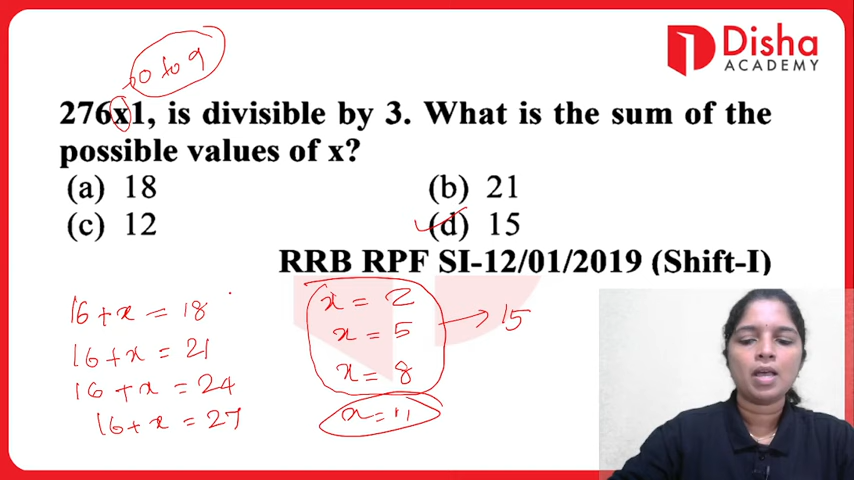 Disha
ACADEMY
0 to 9
276x1, is divisible by 3. What is the sum of the
possible values of x?
(a) 18
(b) 21
(c) 12
(d) 15
RRB RPF SI-12/01/2019 (Shift-I)
16+x = 18
16+x = 21
16+x = 24
16+x = 27
x = 2
x = 5
x = 8
x = 11
15